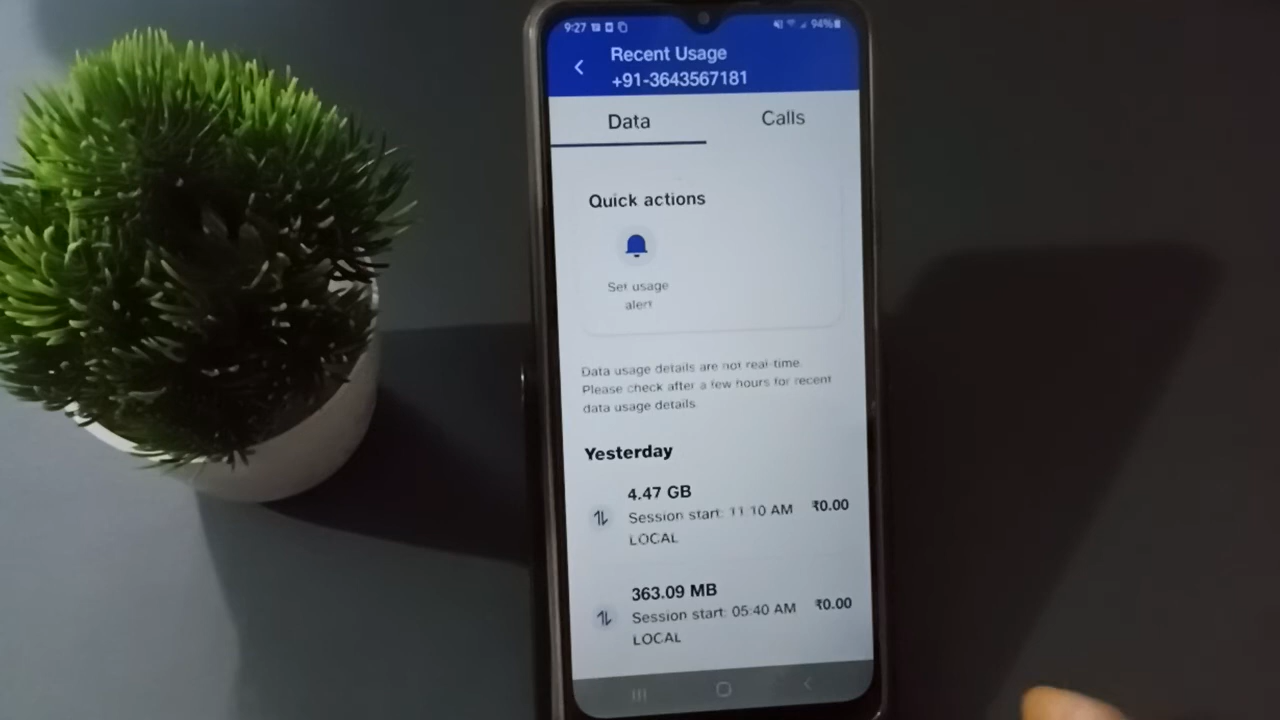 9:27
94%
Recent Usage
+91-3643567181
Data
Calls
Quick actions
Set usage
alert
Data usage details are not real-time.
Please check after a few hours for recent
data usage details.
Yesterday
4.47 GB
Session start: 11:10 AM
₹0.00
LOCAL
363.09 MB
Session start: 05:40 AM
₹0.00
LOCAL